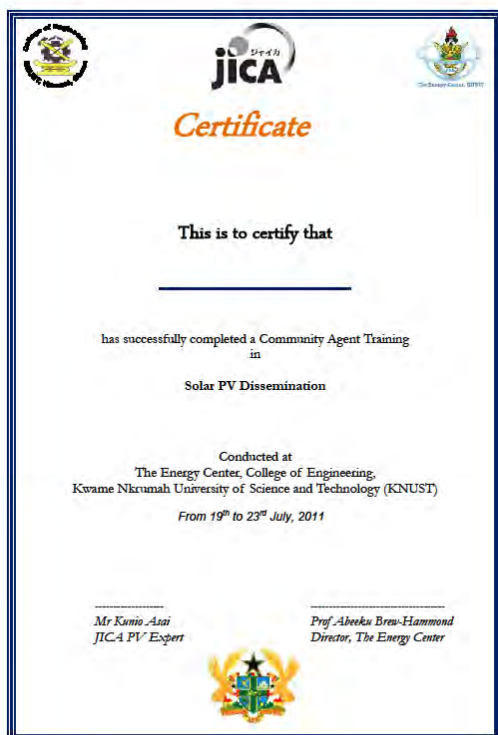 College of Engineering
ジャイカ
JICA
The Energy Center, KNUST
Certificate
This is to certify that
has successfully completed a Community Agent Training
in
Solar PV Dissemination
Conducted at
The Energy Center, College of Engineering,
Kwame Nkrumah University of Science and Technology (KNUST)
From 19th to 23rd July, 2011
Mr Kunio Asai
Prof Abeeku Brew-Hammond
JICA PV Expert
Director, The Energy Center